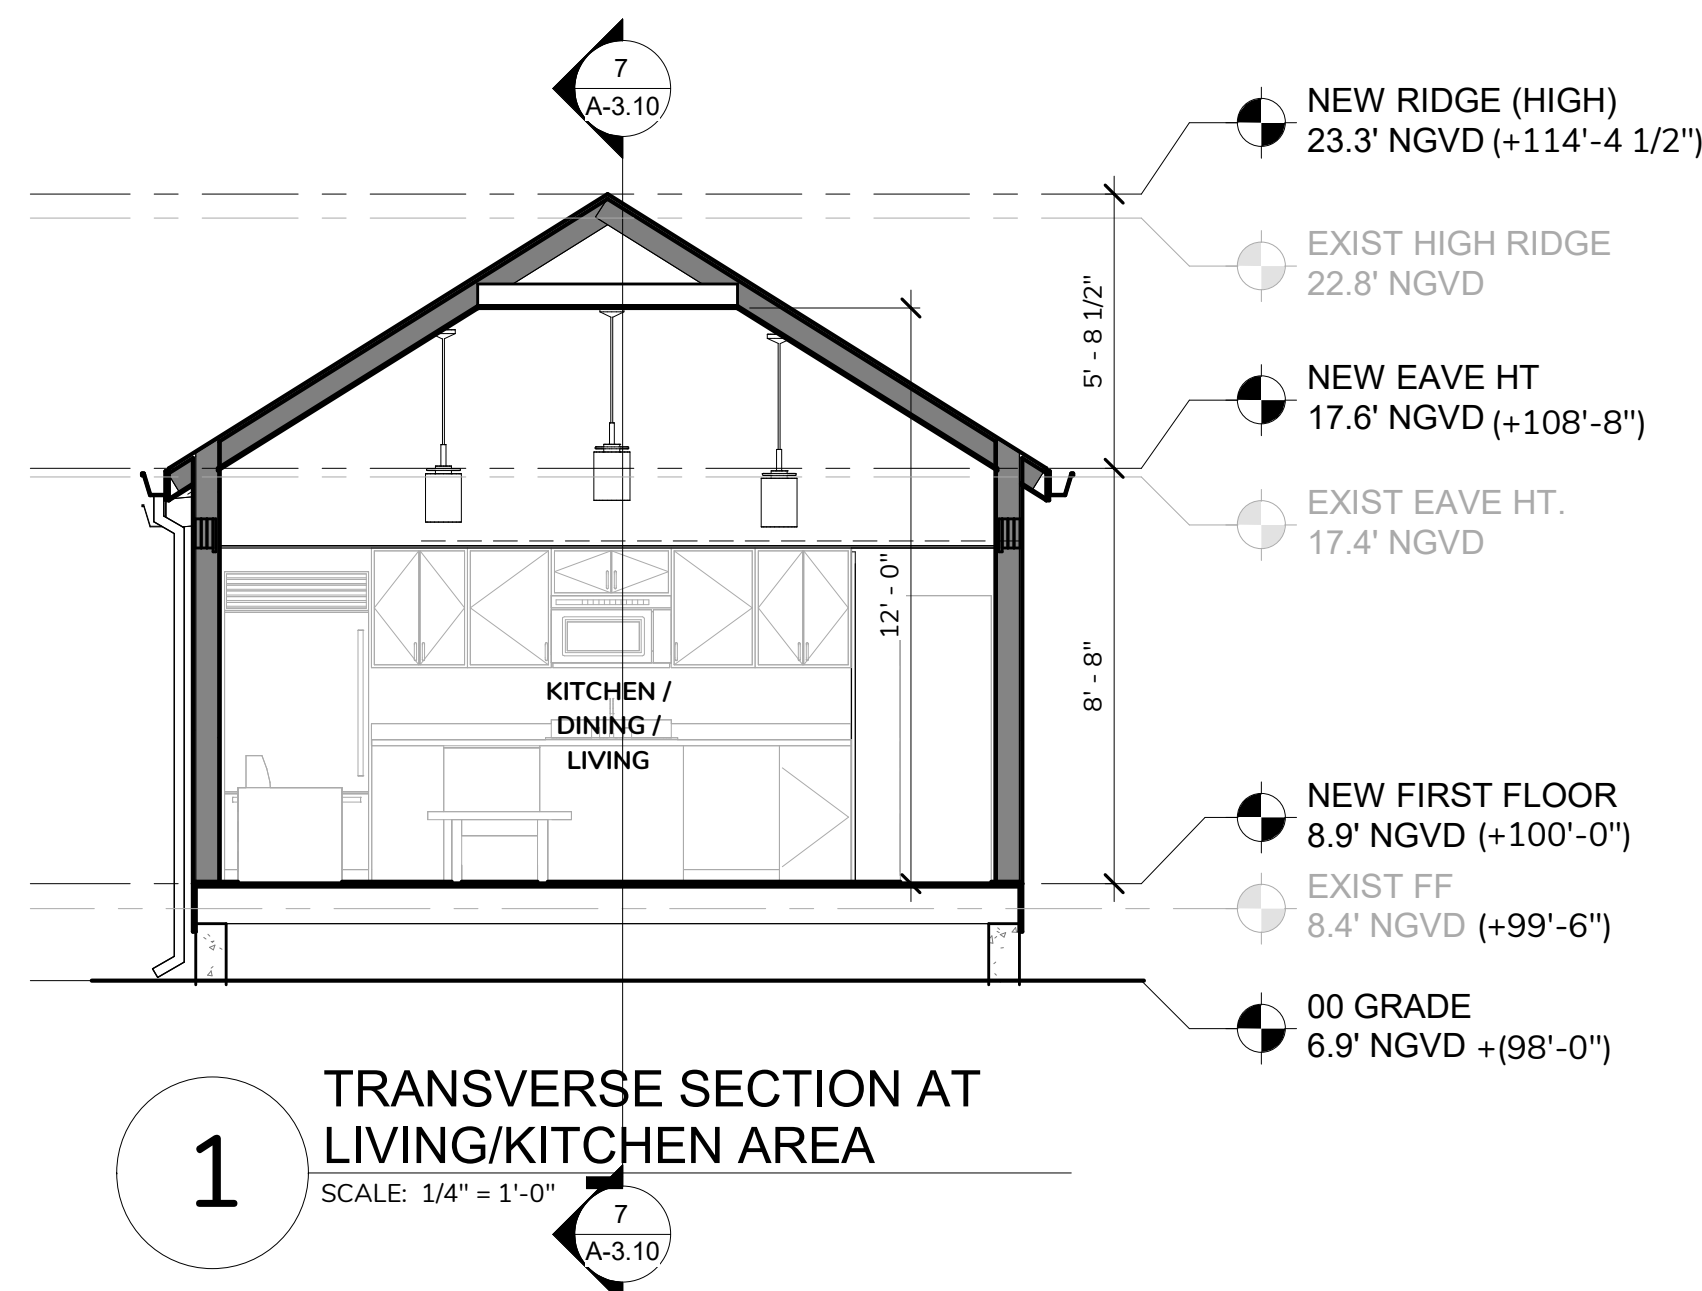 7
A-3.10
NEW RIDGE (HIGH)
23.3' NGVD (+114'-4 1/2")
EXIST HIGH RIDGE
22.8' NGVD
5' - 8 1/2"
NEW EAVE HT
17.6' NGVD (+108'-8")
EXIST EAVE HT.
17.4' NGVD
12' - 0"
8' - 8"
KITCHEN /
DINING /
LIVING
NEW FIRST FLOOR
8.9' NGVD (+100'-0")
EXIST FF
8.4' NGVD (+99'-6")
00 GRADE
6.9' NGVD +(98'-0")
1
TRANSVERSE SECTION AT
LIVING/KITCHEN AREA
SCALE: 1/4" = 1'-0"
7
A-3.10